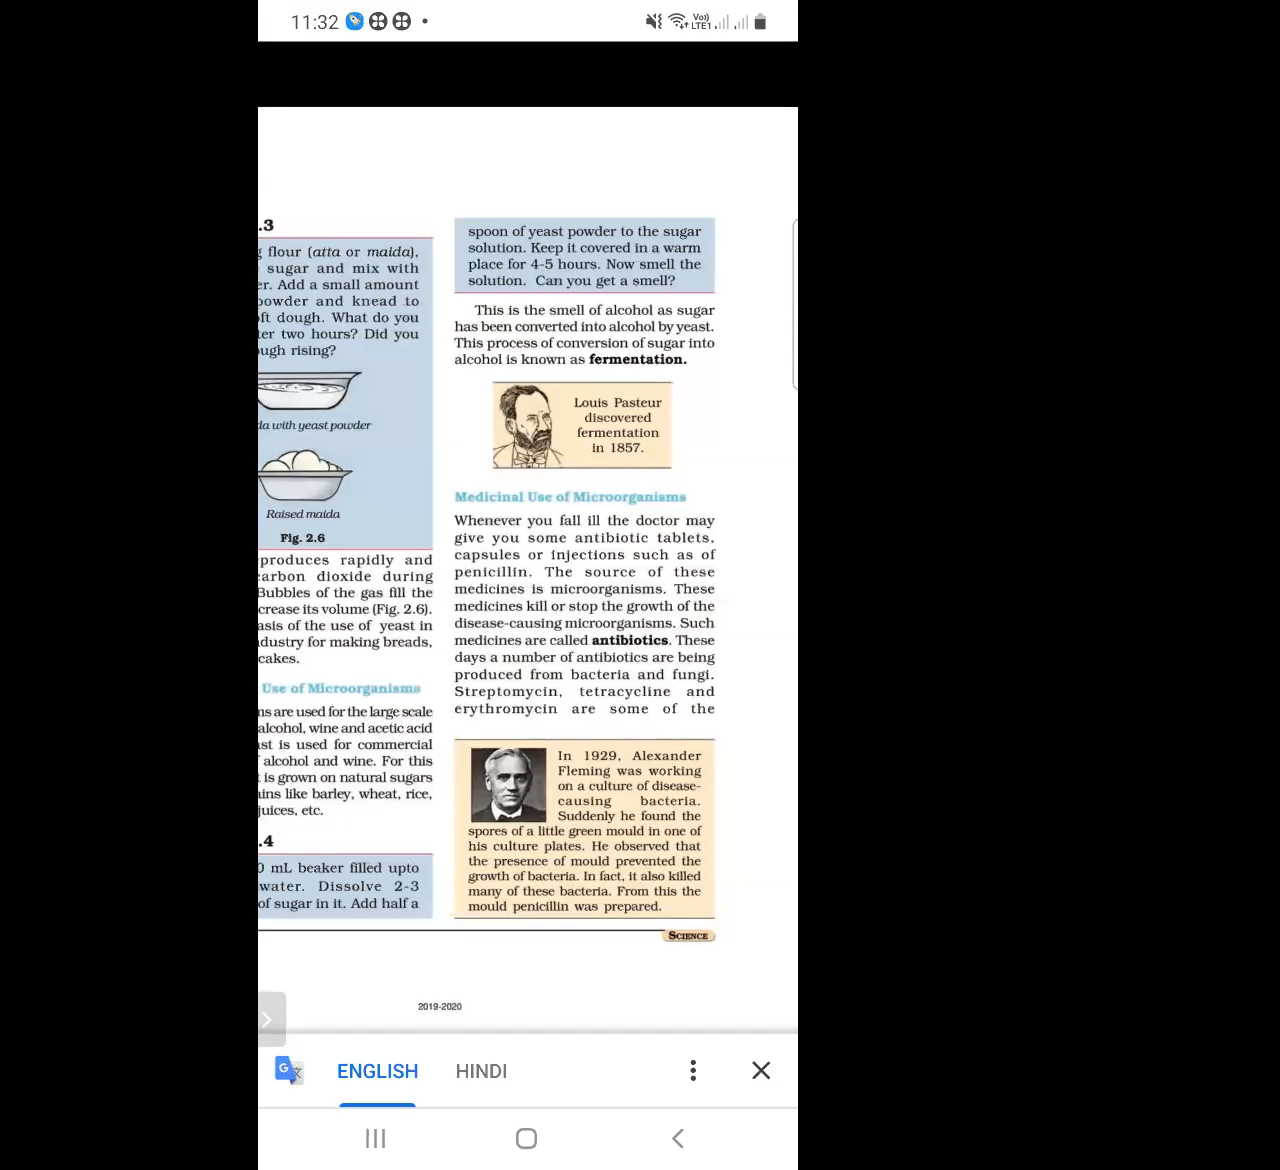 11:32
Vo)
LTE1
.3
flour (atta or maida),
sugar and mix with
er. Add a small amount
powder and knead to
ft dough. What do you
ter two hours? Did you
ugh rising?
da with yeast powder
Raised maida
Fig. 2.6
produces rapidly and
carbon dioxide during
Bubbles of the gas fill the
crease its volume (Fig. 2.6).
asis of the use of yeast in
dustry for making breads,
cakes.
Use of Microorganisms
ms are used for the large scale
alcohol, wine and acetic acid
ast is used for commercial
alcohol and wine. For this
t is grown on natural sugars
ains like barley, wheat, rice,
juices, etc.
.4
0 mL beaker filled upto
water. Dissolve 2-3
of sugar in it. Add half a
spoon of yeast powder to the sugar
solution. Keep it covered in a warm
place for 4-5 hours. Now smell the
solution. Can you get a smell?
This is the smell of alcohol as sugar
has been converted into alcohol by yeast.
This process of conversion of sugar into
alcohol is known as fermentation.
Louis Pasteur
discovered
fermentation
in 1857.
Medicinal Use of Microorganisms
Whenever you fall ill the doctor may
give you some antibiotic tablets,
capsules or injections such as of
penicillin. The source of these
medicines is microorganisms. These
medicines kill or stop the growth of the
disease-causing microorganisms. Such
medicines are called antibiotics. These
days a number of antibiotics are being
produced from bacteria and fungi.
Streptomycin, tetracycline and
erythromycin are some of the
In 1929, Alexander
Fleming was working
on a culture of disease-
causing bacteria.
Suddenly he found the
spores of a little green mould in one of
his culture plates. He observed that
the presence of mould prevented the
growth of bacteria. In fact, it also killed
many of these bacteria. From this the
mould penicillin was prepared.
SCIENCE
2019-2020
ENGLISH HINDI